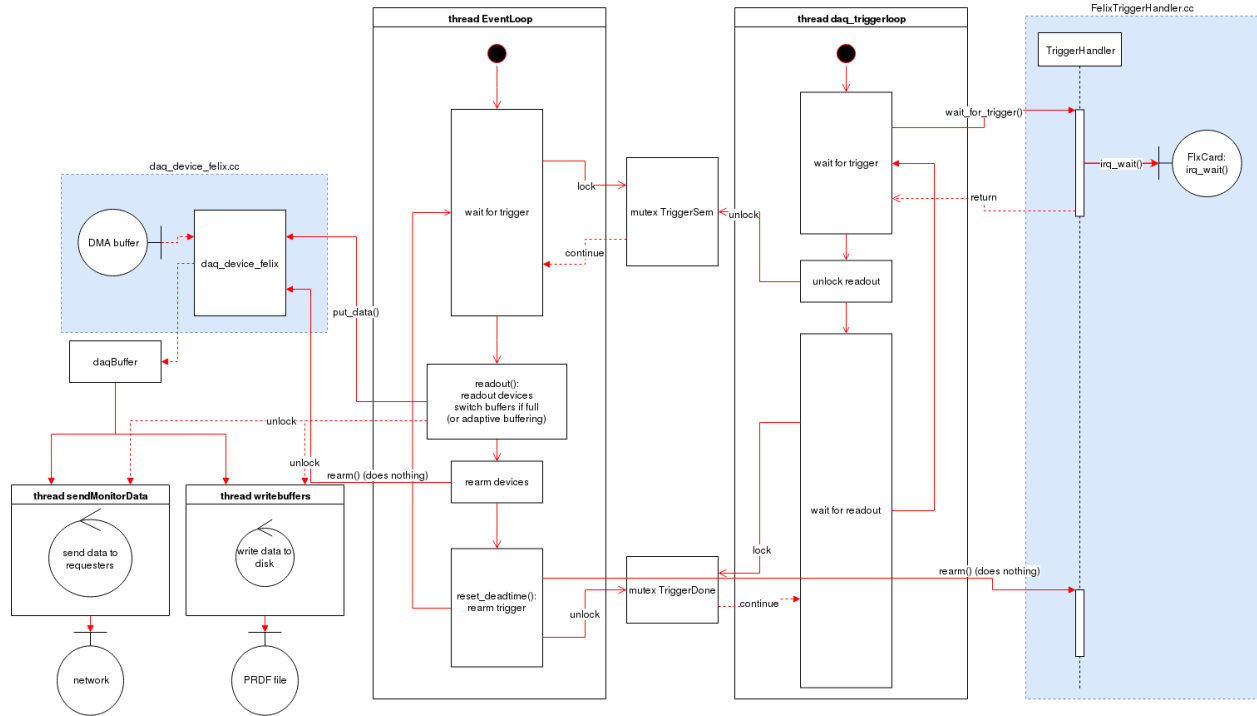 FelixTriggerHandler.cc
thread EventLoop
thread daq_triggerloop
TriggerHandler
wait_for_trigger()
wait for trigger
irq_wait()
FlxCard:
irq_wait()
return
daq_device_felix.cc
DMA buffer
daq_device_felix
wait for trigger
lock
mutex TriggerSem
unlock
continue
unlock readout
put_data()
daqBuffer
readout():
readout devices
switch buffers if full
(or adaptive buffering)
unlock
unlock
rearm() (does nothing)
rearm devices
thread sendMonitorData
thread writebuffers
send data to
requesters
write data to
disk
wait for readout
lock
reset_deadtime():
rearm trigger
unlock
mutex TriggerDone
continue
rearm() (does nothing)
network
PRDF file